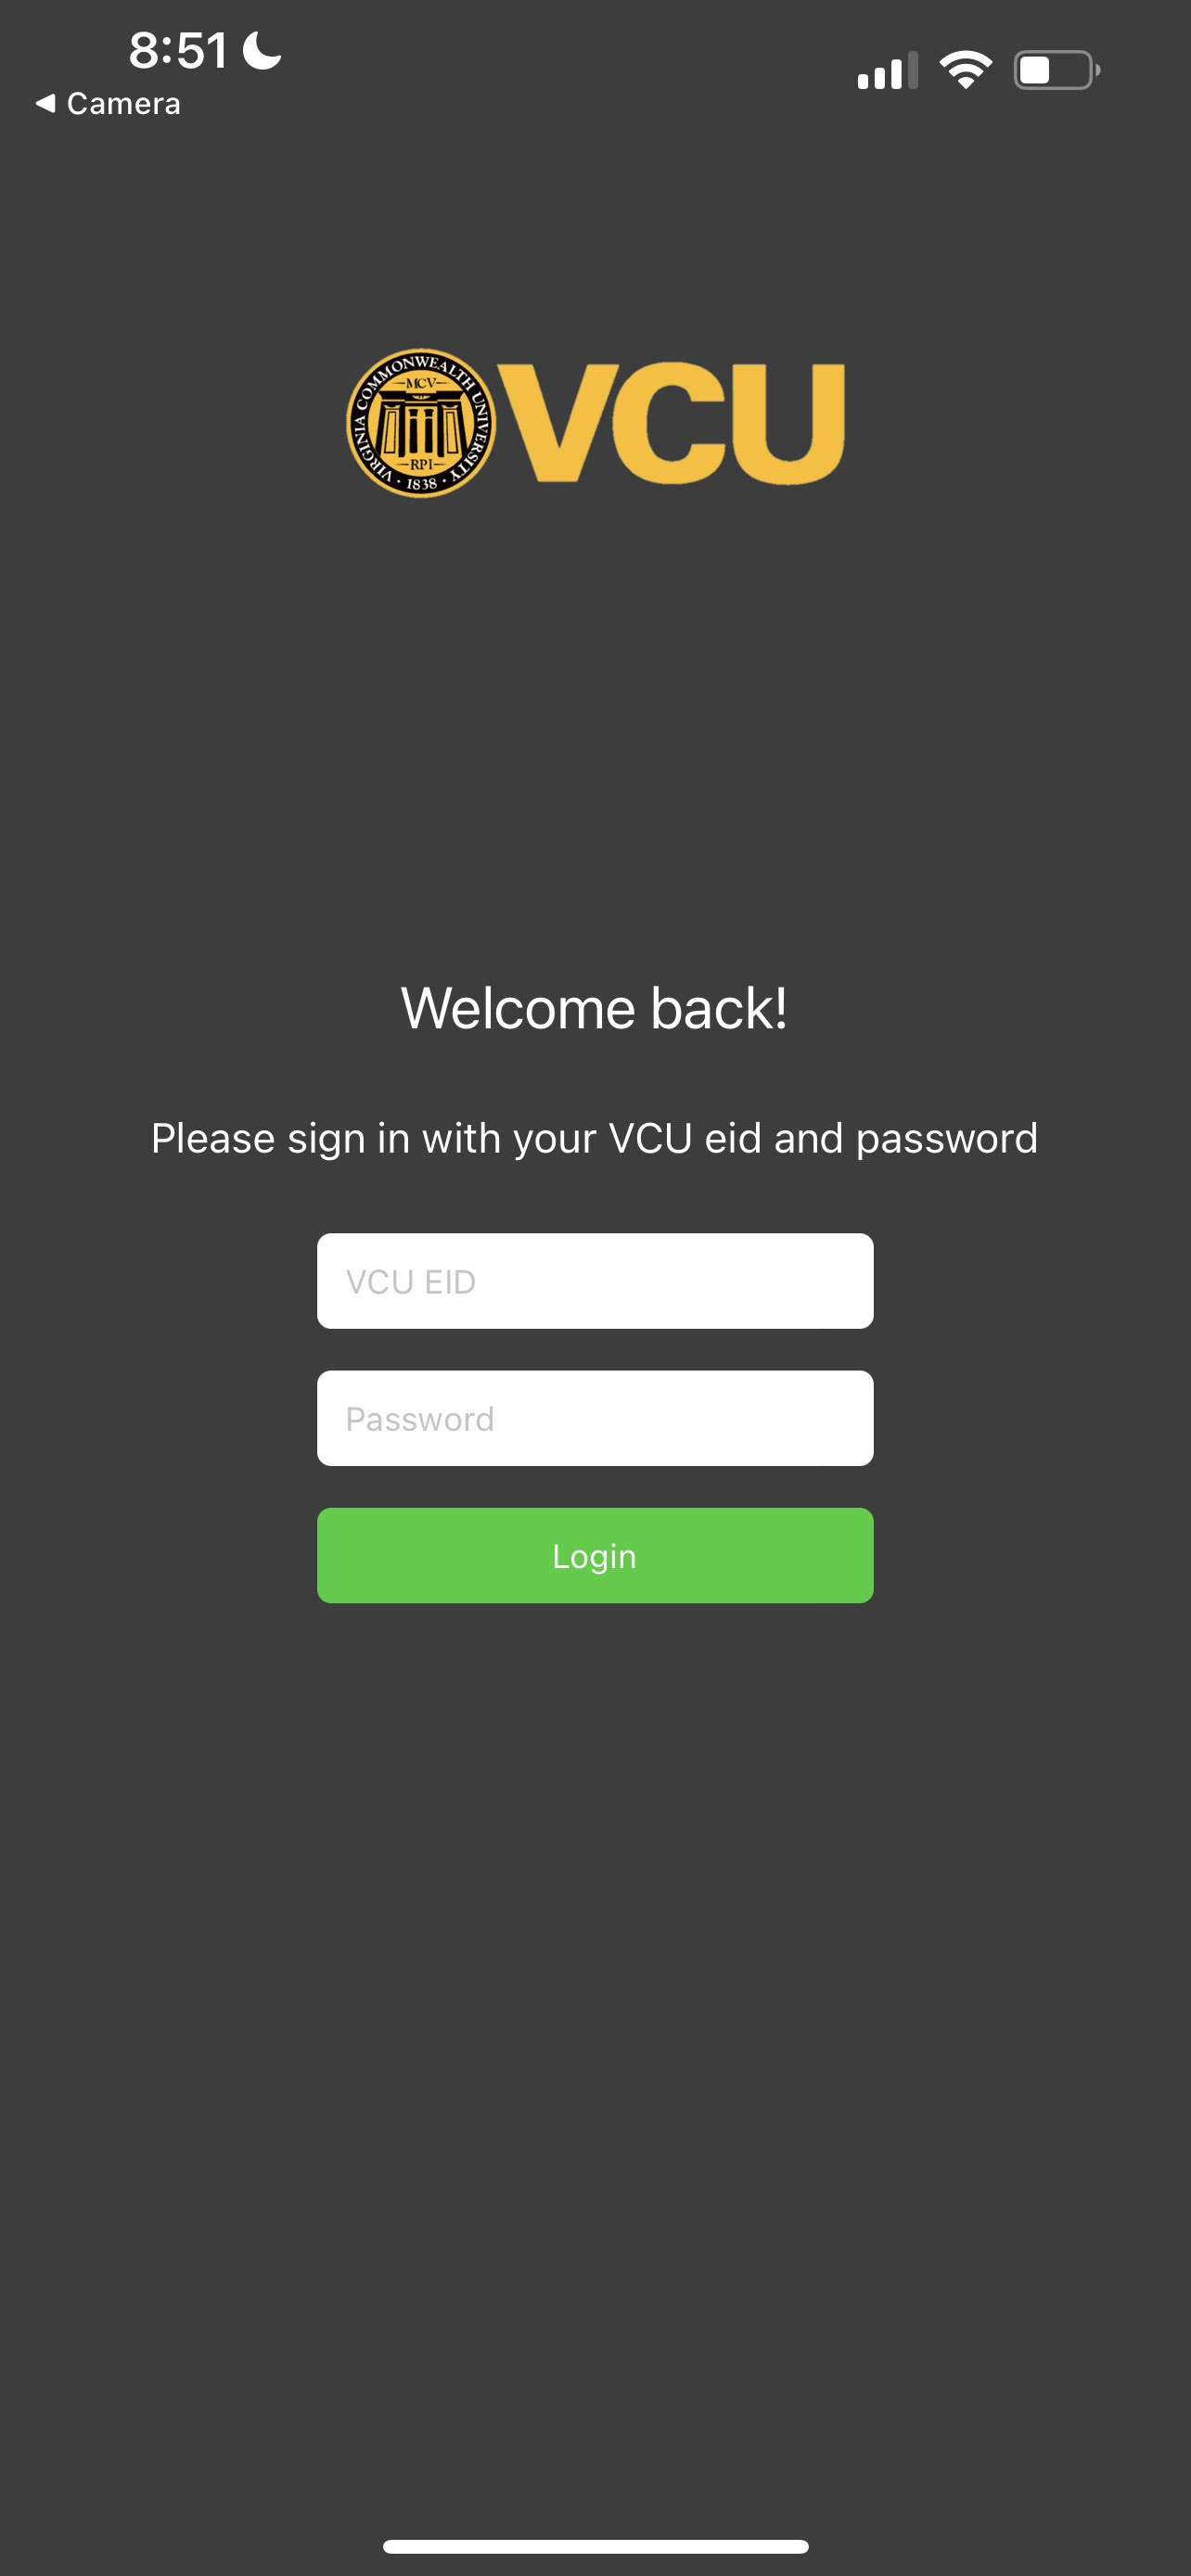 8:51
◀ Camera
VIRGINIA COMMONWEALTH UNIVERSITY
MCV
RPI
· 1838 ·
VCU
Welcome back!
Please sign in with your VCU eid and password
VCU EID
Password
Login